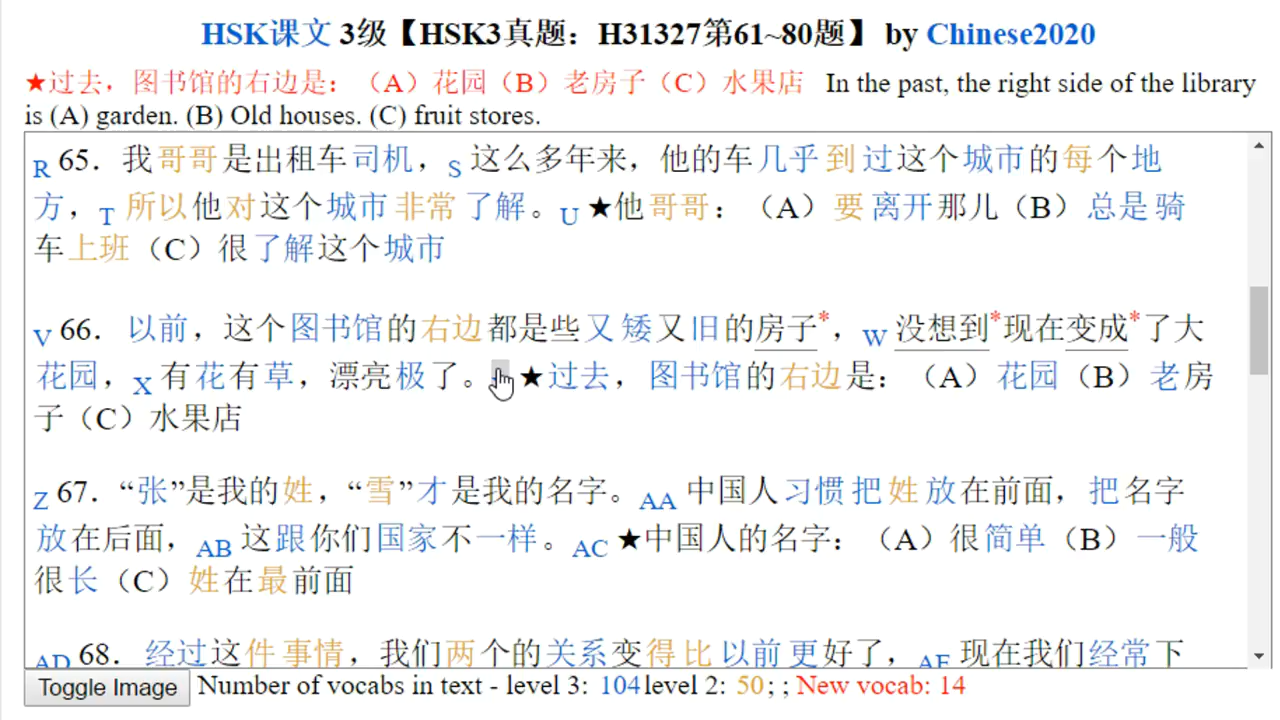 HSK课文 3级【HSK3真题：H31327第61~80题】 by Chinese2020
★过去，图书馆的右边是：（A）花园（B）老房子（C）水果店 In the past, the right side of the library
is (A) garden. (B) Old houses. (C) fruit stores.
R 65．我哥哥是出租车司机，S 这么多年来，他的车几乎到过这个城市的每个地
方，T 所以他对这个城市非常了解。U ★他哥哥：（A）要离开那儿（B）总是骑
车上班（C）很了解这个城市
V 66．以前，这个图书馆的右边都是些又矮又旧的房子*，W 没想到*现在变成*了大
花园，X 有花有草，漂亮极了。 ★过去，图书馆的右边是：（A）花园（B）老房
子（C）水果店
Z 67．“张”是我的姓，“雪”才是我的名字。AA 中国人习惯把姓放在前面，把名字
放在后面，AB 这跟你们国家不一样。AC ★中国人的名字：（A）很简单（B）一般
很长（C）姓在最前面
AD 68．经过这件事情，我们两个的关系变得比以前更好了，AE 现在我们经常下
Toggle Image Number of vocabs in text - level 3: 104 level 2: 50; ; New vocab: 14